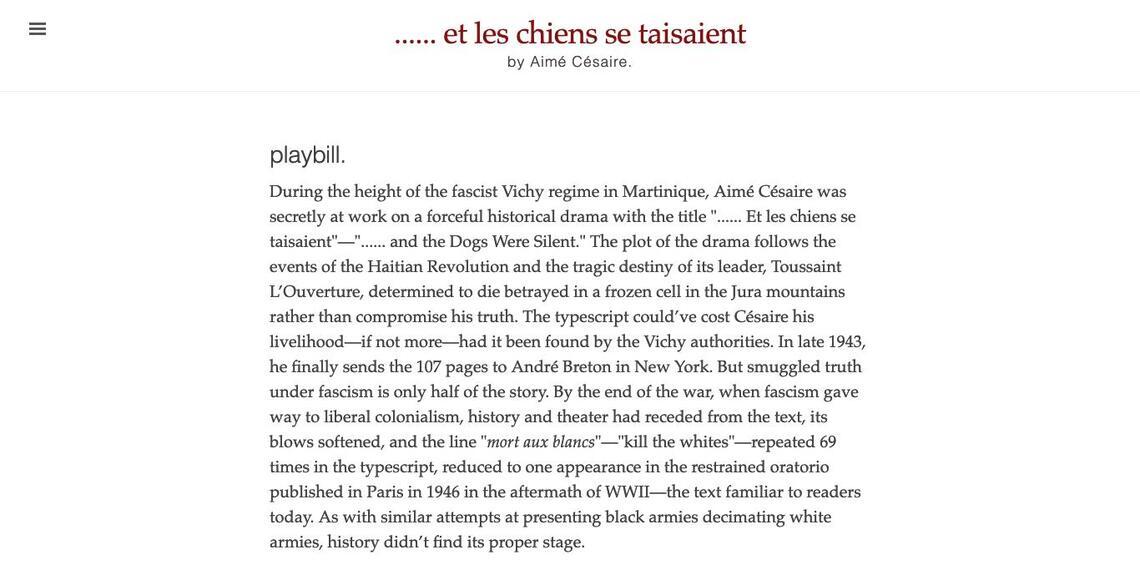 ...... et les chiens se taisaient
by Aimé Césaire.
playbill.
During the height of the fascist Vichy regime in Martinique, Aimé Césaire was
secretly at work on a forceful historical drama with the title "...... Et les chiens se
taisaient"—"...... and the Dogs Were Silent." The plot of the drama follows the
events of the Haitian Revolution and the tragic destiny of its leader, Toussaint
L’Ouverture, determined to die betrayed in a frozen cell in the Jura mountains
rather than compromise his truth. The typescript could’ve cost Césaire his
livelihood—if not more—had it been found by the Vichy authorities. In late 1943,
he finally sends the 107 pages to André Breton in New York. But smuggled truth
under fascism is only half of the story. By the end of the war, when fascism gave
way to liberal colonialism, history and theater had receded from the text, its
blows softened, and the line "mort aux blancs"—"kill the whites"—repeated 69
times in the typescript, reduced to one appearance in the restrained oratorio
published in Paris in 1946 in the aftermath of WWII—the text familiar to readers
today. As with similar attempts at presenting black armies decimating white
armies, history didn’t find its proper stage.